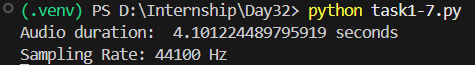 (.venv) PS D:\Internship\Day32> python task1-7.py
Audio duration:  4.101224489795919 seconds
Sampling Rate: 44100 Hz